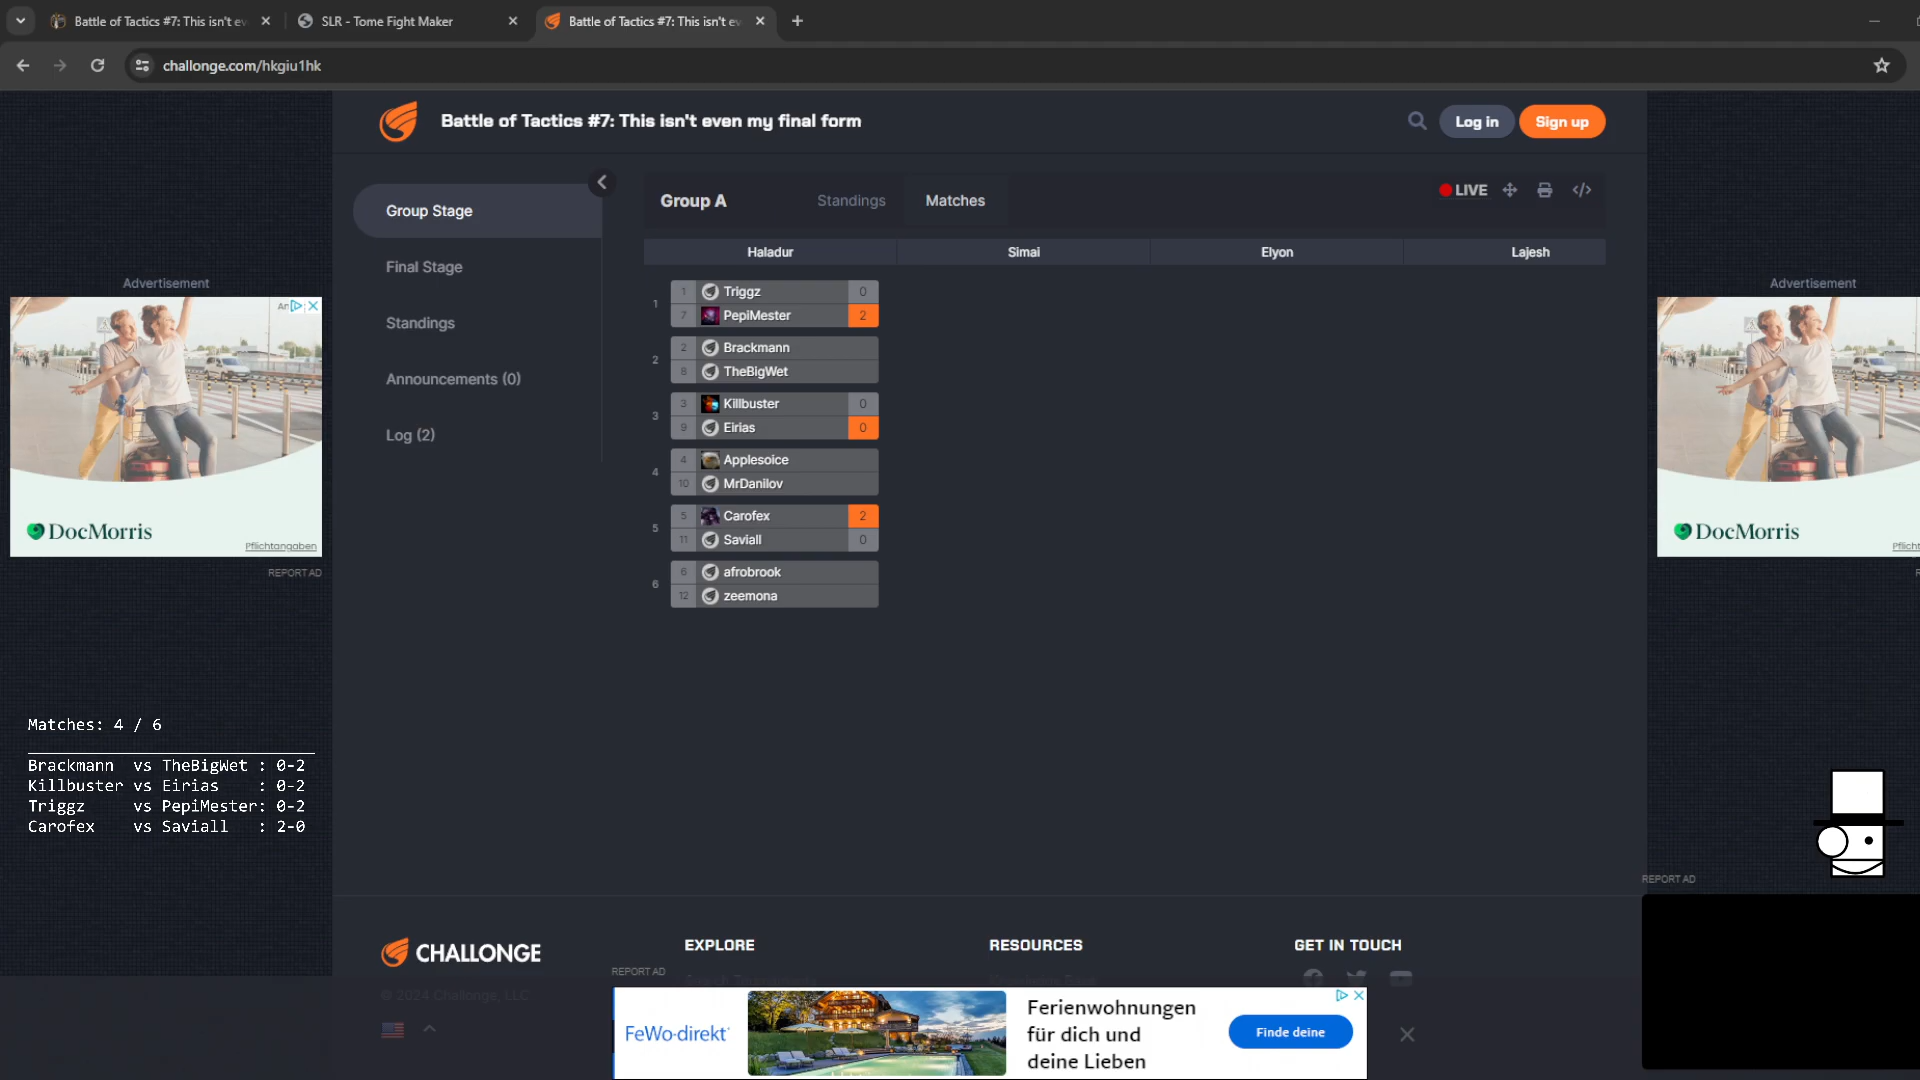 Battle of Tactics #7: This isn't ev
SLR - Tome Fight Maker
Battle of Tactics #7: This isn't ev
challonge.com/hkgiu1hk
Battle of Tactics #7: This isn't even my final form
Log in
Sign up
Group Stage
Final Stage
Standings
Announcements (0)
Log (2)
Group A
Standings
Matches
LIVE
Haladur
Simai
Elyon
Lajesh
1
1 Triggz 0
7 PepiMester 2
2
2 Brackmann
8 TheBigWet
3
3 Killbuster 0
9 Eirias 0
4
4 Applesoice
10 MrDanilov
5
5 Carofex 2
11 Saviall 0
6
6 afrobrook
12 zeemona
Advertisement
DocMorris
Pflichtangaben
REPORT AD
Advertisement
DocMorris
Pflicht
Matches: 4 / 6
Brackmann vs TheBigWet : 0-2
Killbuster vs Eirias : 0-2
Triggz vs PepiMester: 0-2
Carofex vs Saviall : 2-0
REPORT AD
CHALLONGE
© 2024 Challonge, LLC
EXPLORE
RESOURCES
GET IN TOUCH
REPORT AD
FeWo-direkt
Ferienwohnungen
für dich und
deine Lieben
Finde deine